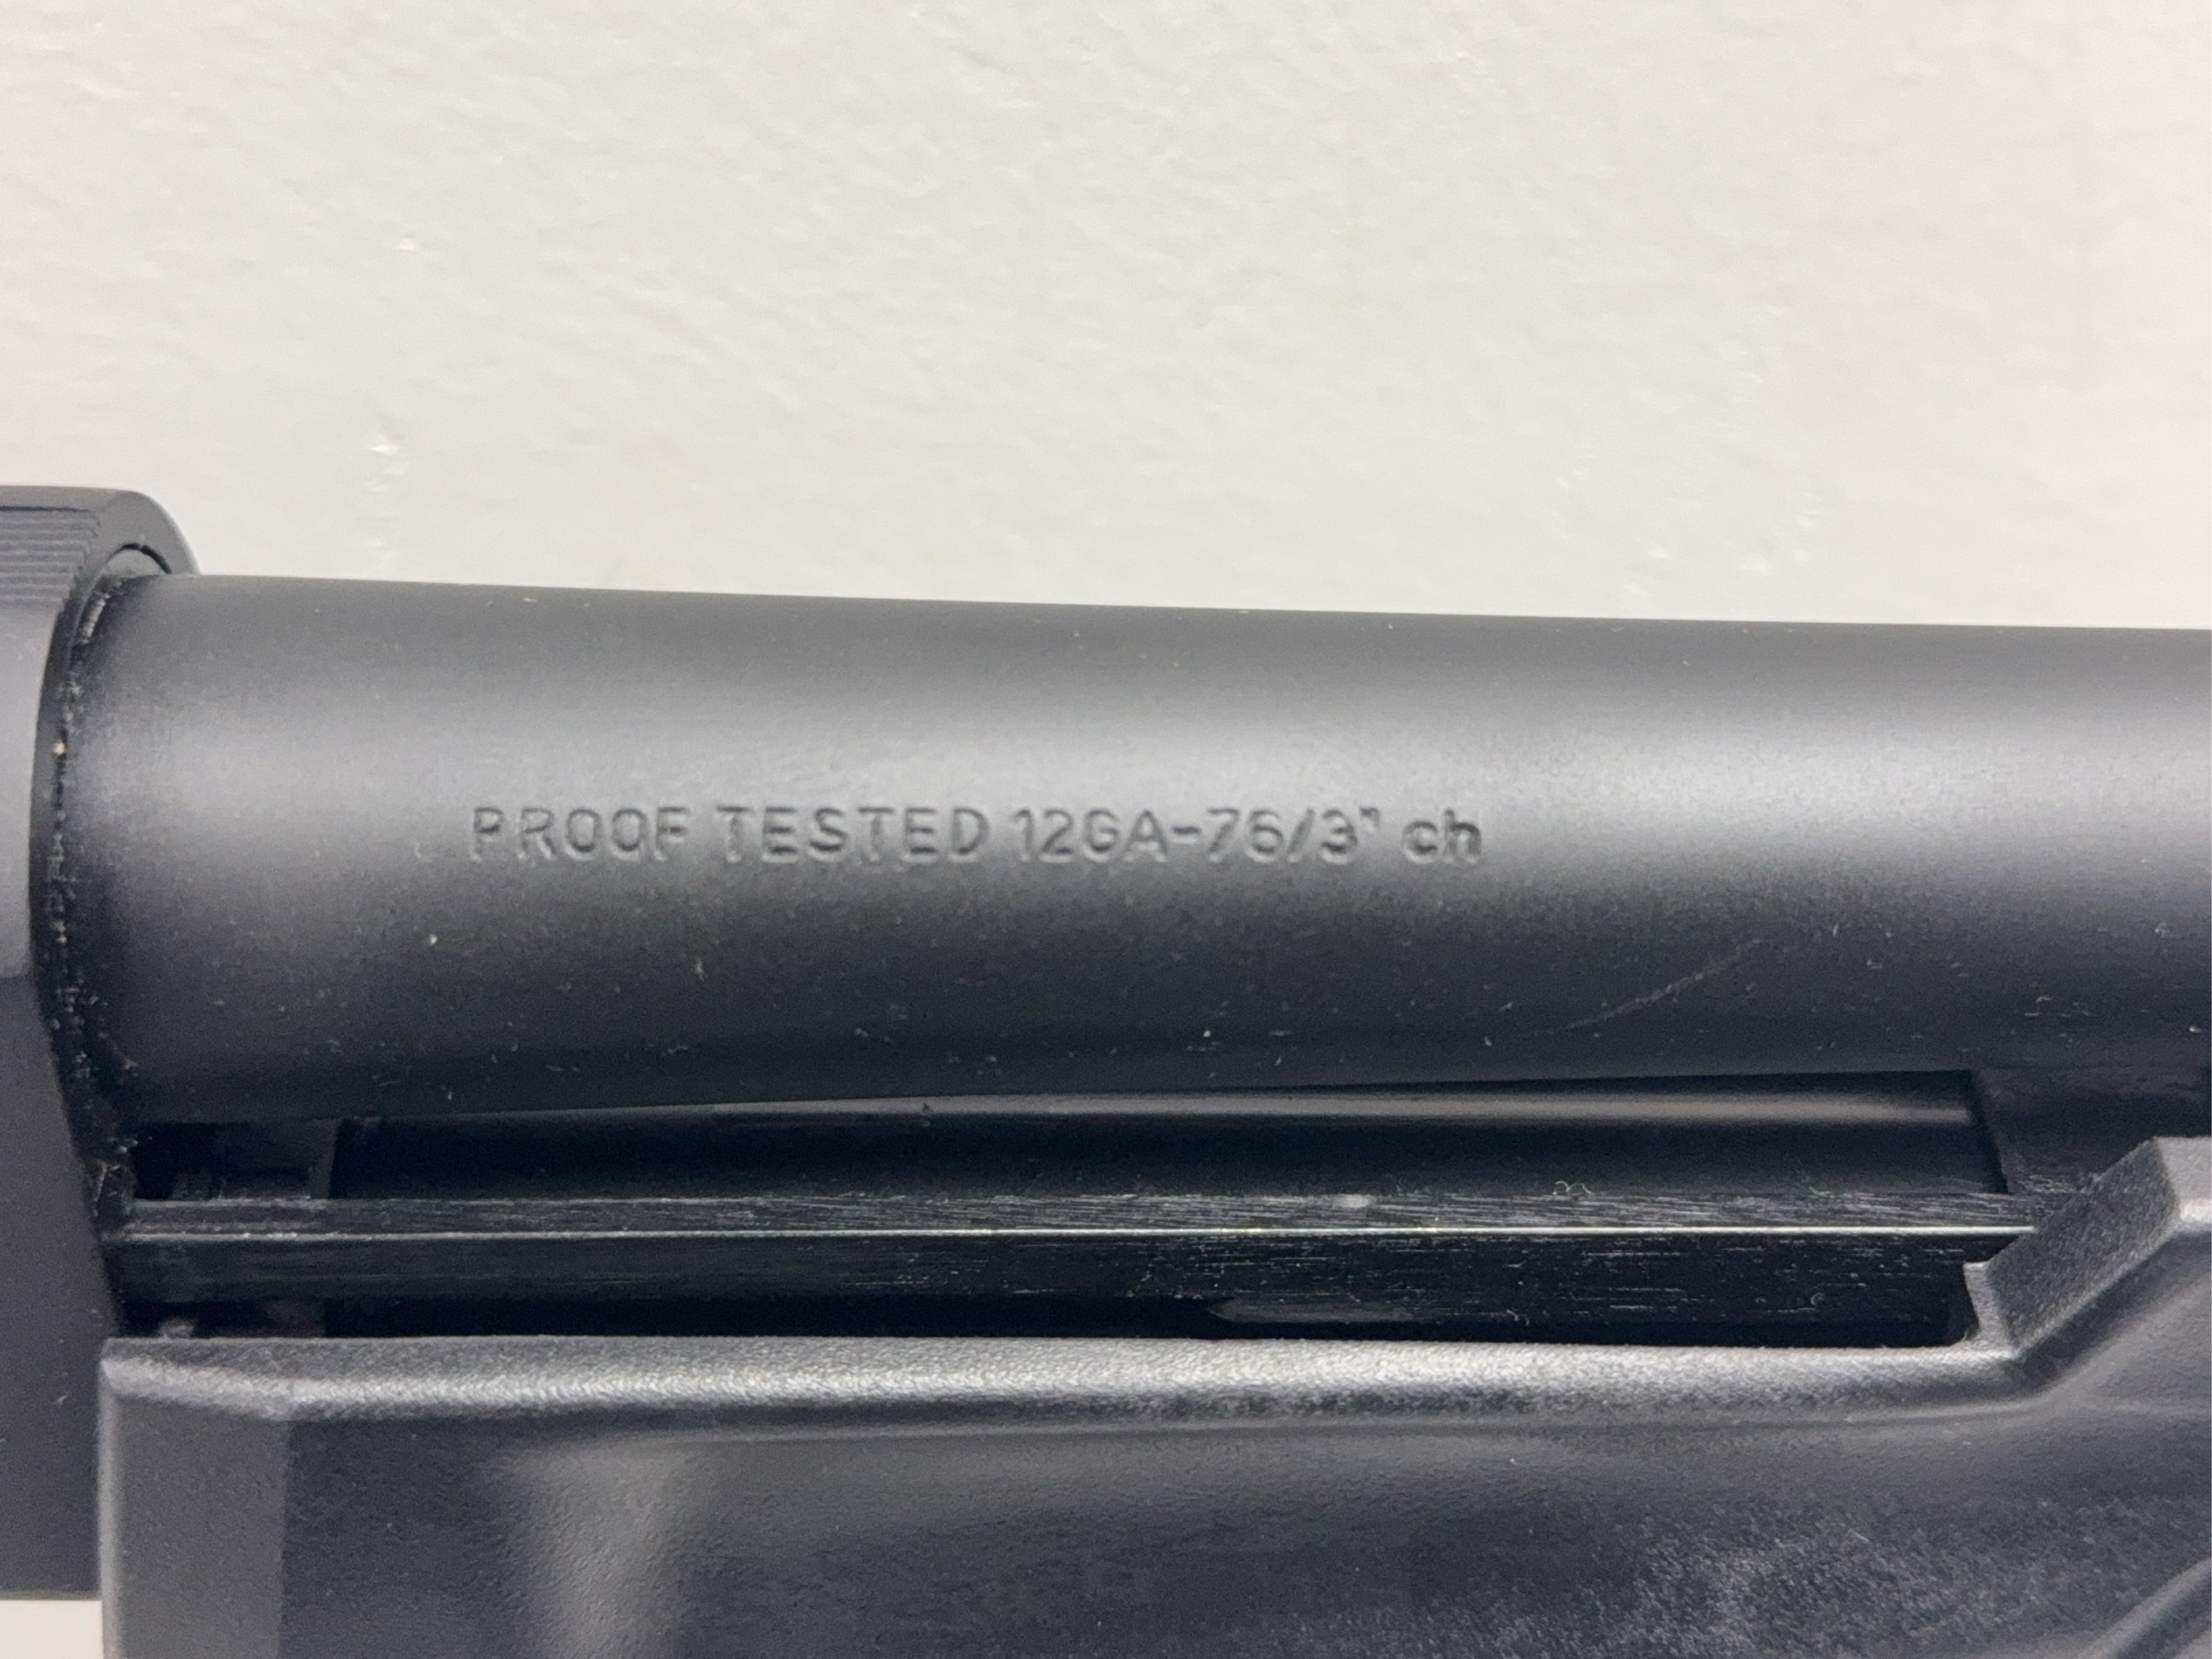 PROOF TESTED 12GA-76/3" ch